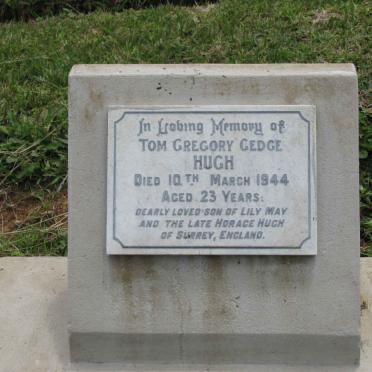 In Loving Memory of
TOM GREGORY GEDGE
HUGH
DIED 10TH MARCH 1944
AGED 23 YEARS.
DEARLY LOVED SON OF LILY MAY
AND THE LATE HORACE HUGH
OF SURREY, ENGLAND.